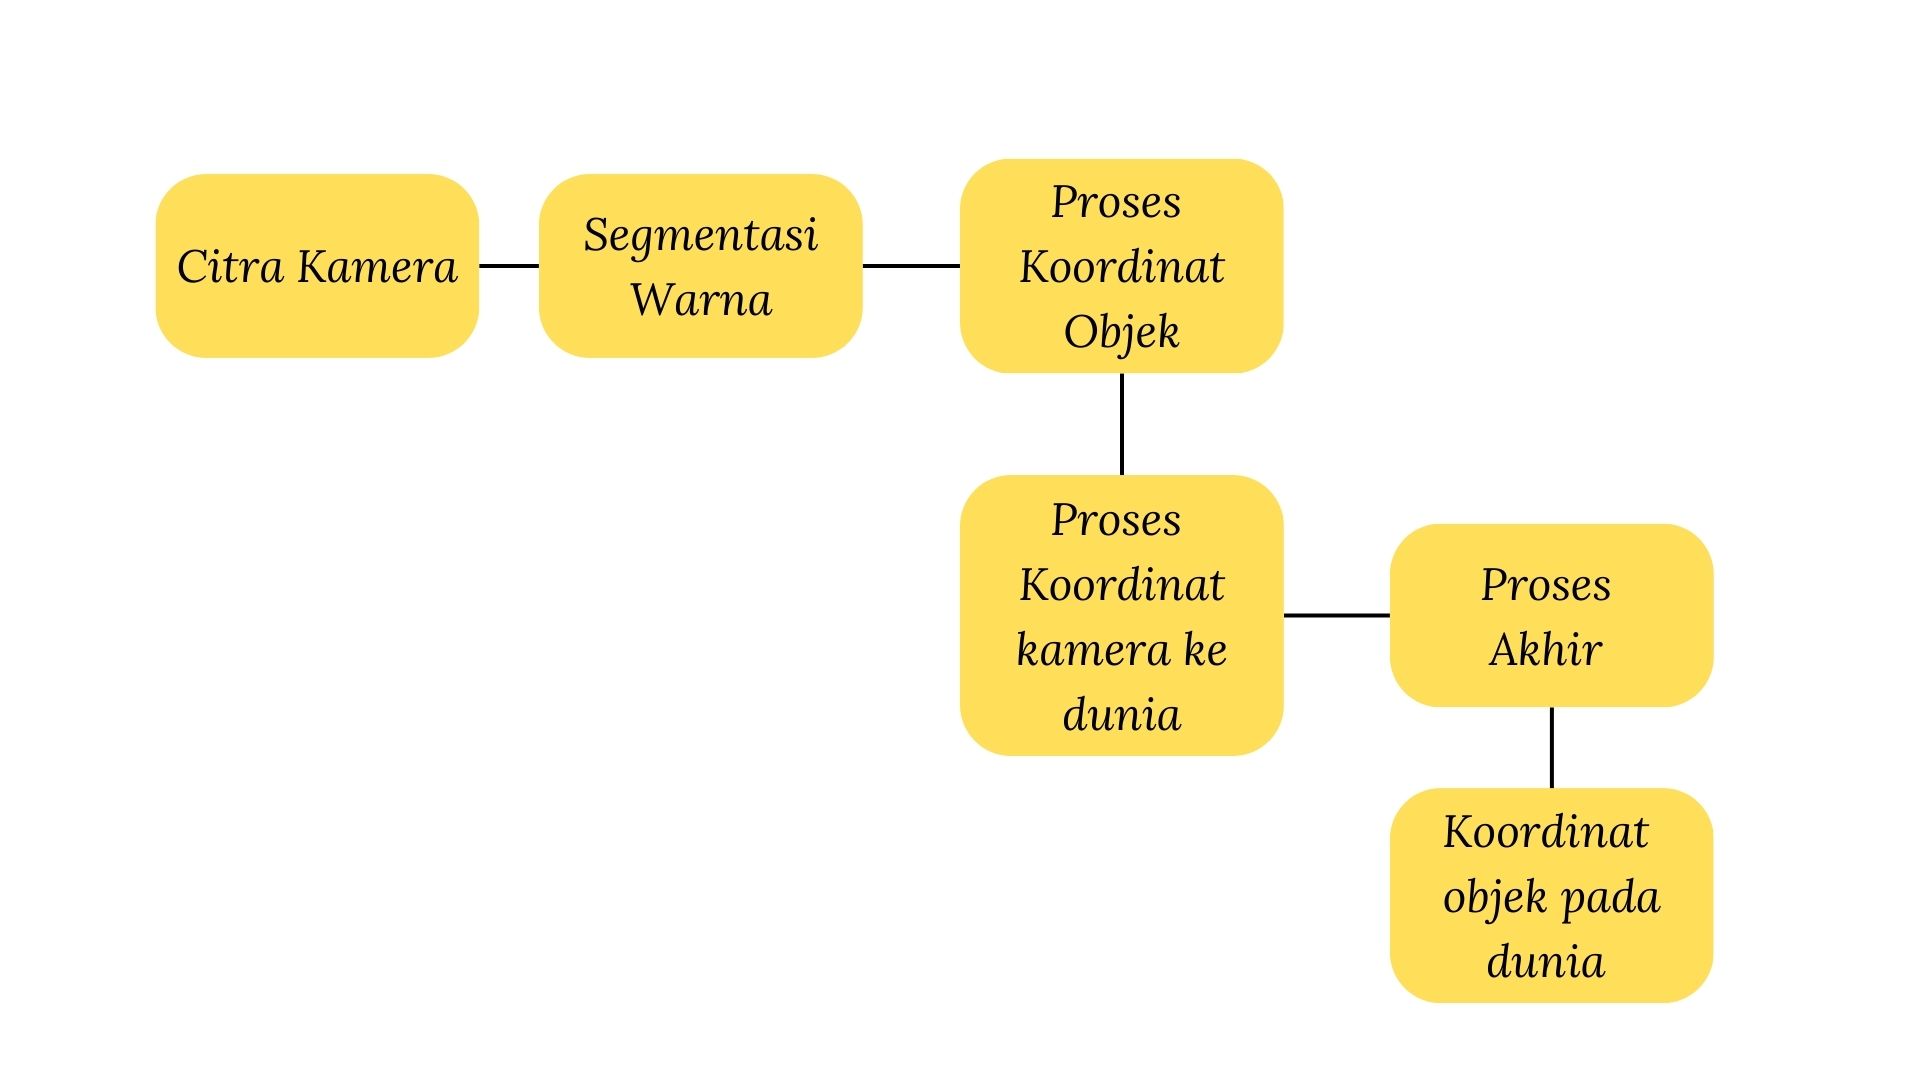 Citra Kamera
Segmentasi
Warna
Proses
Koordinat
Objek
Proses
Koordinat
kamera ke
dunia
Proses
Akhir
Koordinat
objek pada
dunia